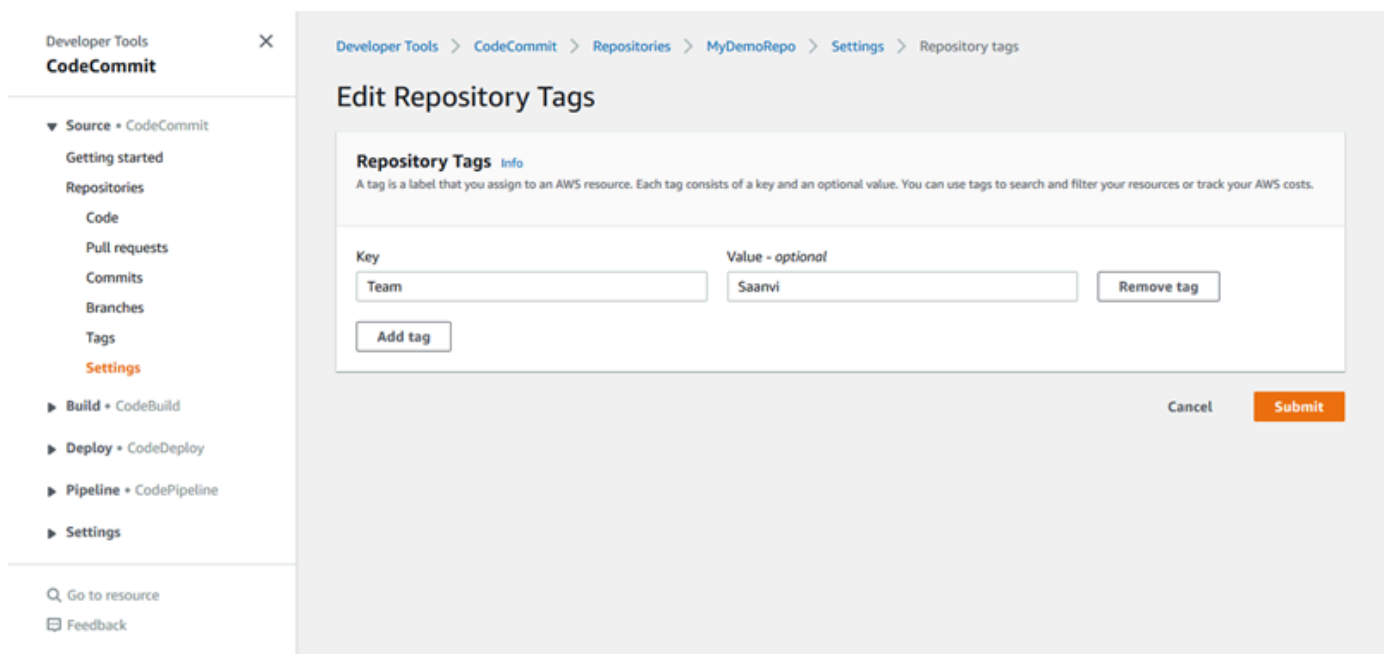 Developer Tools
CodeCommit
Source • CodeCommit
Getting started
Repositories
Code
Pull requests
Commits
Branches
Tags
Settings
Build • CodeBuild
Deploy • CodeDeploy
Pipeline • CodePipeline
Settings
Go to resource
Feedback
Developer Tools > CodeCommit > Repositories > MyDemoRepo > Settings > Repository tags
Edit Repository Tags
Repository Tags Info
A tag is a label that you assign to an AWS resource. Each tag consists of a key and an optional value. You can use tags to search and filter your resources or track your AWS costs.
Key Value - optional
Team Saanvi Remove tag
Add tag
Cancel Submit